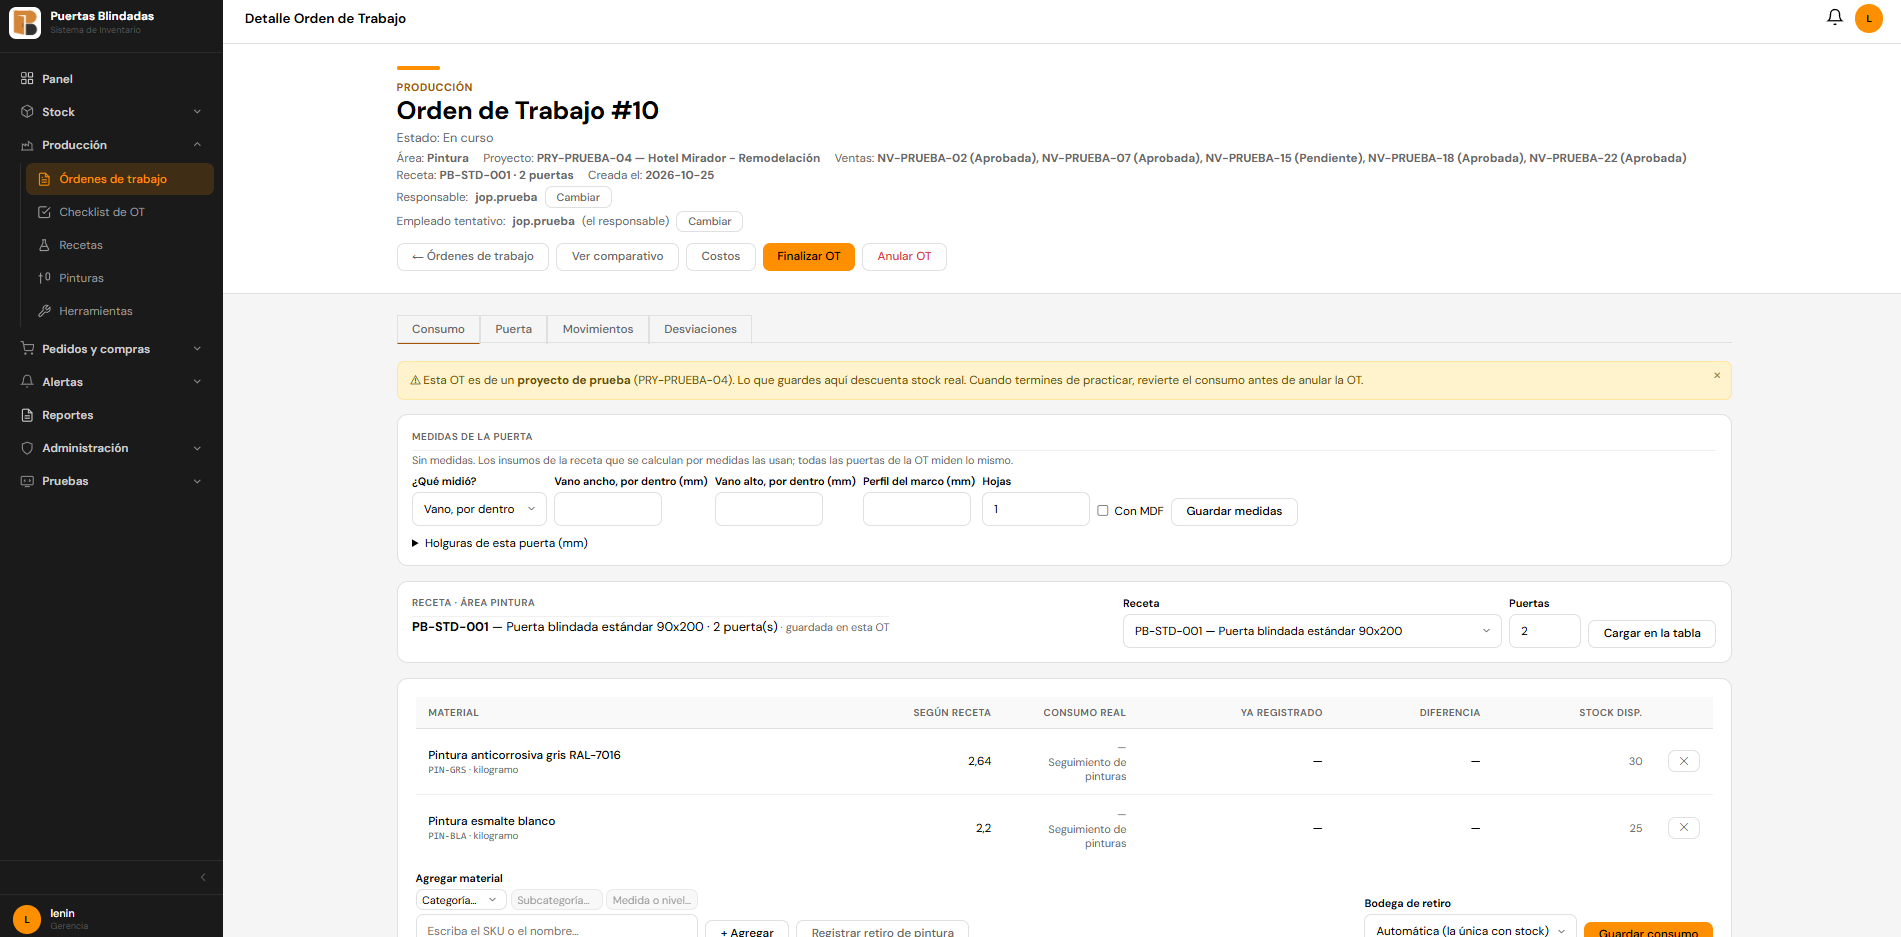 Puertas Blindadas
Sistema de Inventario
Panel
Stock
Producción
Órdenes de trabajo
Checklist de OT
Recetas
Pinturas
Herramientas
Pedidos y compras
Alertas
Reportes
Administración
Pruebas
L
lenin
Gerencia
Detalle Orden de Trabajo
L
PRODUCCIÓN
Orden de Trabajo #10
Estado: En curso
Área: Pintura Proyecto: PRY-PRUEBA-04 — Hotel Mirador - Remodelación Ventas: NV-PRUEBA-02 (Aprobada), NV-PRUEBA-07 (Aprobada), NV-PRUEBA-15 (Pendiente), NV-PRUEBA-18 (Aprobada), NV-PRUEBA-22 (Aprobada)
Receta: PB-STD-001 · 2 puertas Creada el: 2026-10-25
Responsable: jop.prueba Cambiar
Empleado tentativo: jop.prueba (el responsable) Cambiar
← Órdenes de trabajo Ver comparativo Costos Finalizar OT Anular OT
Consumo Puerta Movimientos Desviaciones
⚠ Esta OT es de un proyecto de prueba (PRY-PRUEBA-04). Lo que guardes aquí descuenta stock real. Cuando termines de practicar, revierte el consumo antes de anular la OT. ×
MEDIDAS DE LA PUERTA
Sin medidas. Los insumos de la receta que se calculan por medidas las usan; todas las puertas de la OT miden lo mismo.
¿Qué midió? Vano ancho, por dentro (mm) Vano alto, por dentro (mm) Perfil del marco (mm) Hojas
Vano, por dentro 1 Con MDF Guardar medidas
▶ Holguras de esta puerta (mm)
RECETA · ÁREA PINTURA
PB-STD-001 — Puerta blindada estándar 90x200 · 2 puerta(s) · guardada en esta OT
Receta Puertas
PB-STD-001 — Puerta blindada estándar 90x200 2 Cargar en la tabla
MATERIAL SEGÚN RECETA CONSUMO REAL YA REGISTRADO DIFERENCIA STOCK DISP.
Pintura anticorrosiva gris RAL-7016
PIN-GRS · kilogramo
2,64 — Seguimiento de pinturas — — 30 ×
Pintura esmalte blanco
PIN-BLA · kilogramo
2,2 — Seguimiento de pinturas — — 25 ×
Agregar material
Categoría... Subcategoría... Medida o nivel...
Escriba el SKU o el nombre... + Agregar Registrar retiro de pintura
Bodega de retiro
Automática (la única con stock) Guardar consumo